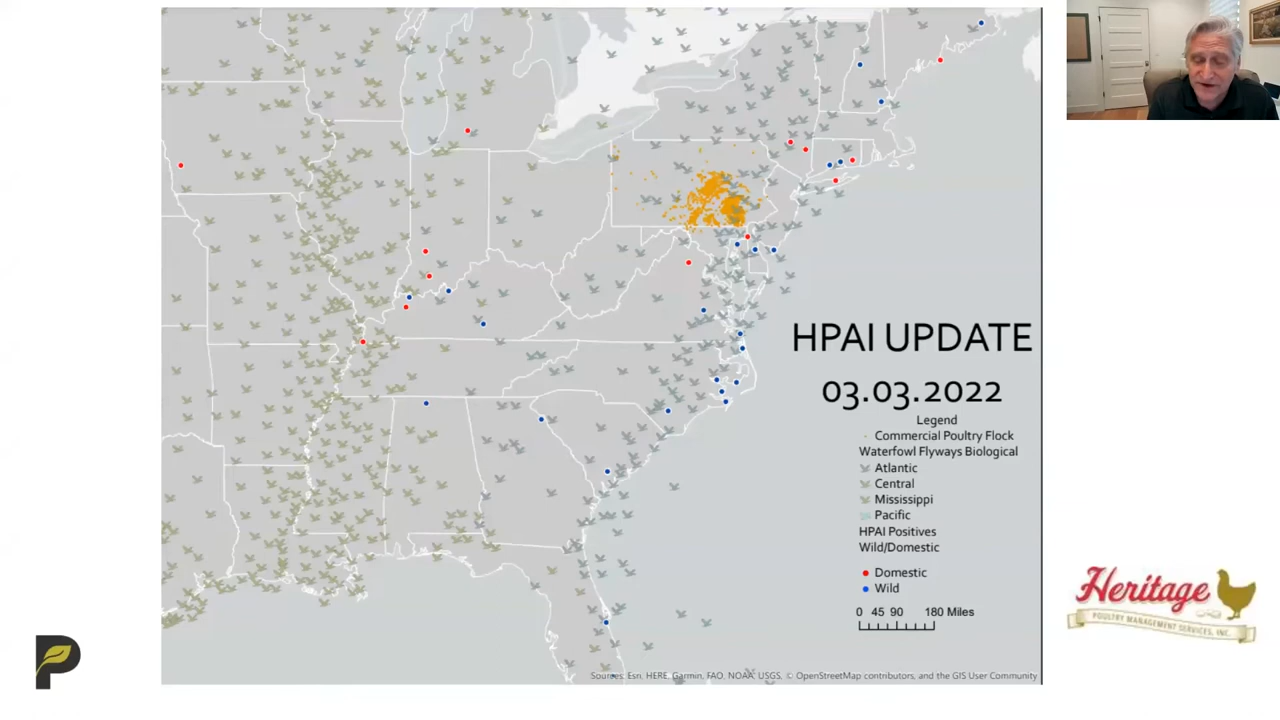 HPAI UPDATE
03.03.2022
Legend
Commercial Poultry Flock
Waterfowl Flyways Biological
Atlantic
Central
Mississippi
Pacific
HPAI Positives
Wild/Domestic
Domestic
Wild
0 45 90 180 Miles
Sources: Esri, HERE, Garmin, FAO, NOAA, USGS, © OpenStreetMap contributors, and the GIS User Community
Heritage
POULTRY MANAGEMENT SERVICES, INC.
P